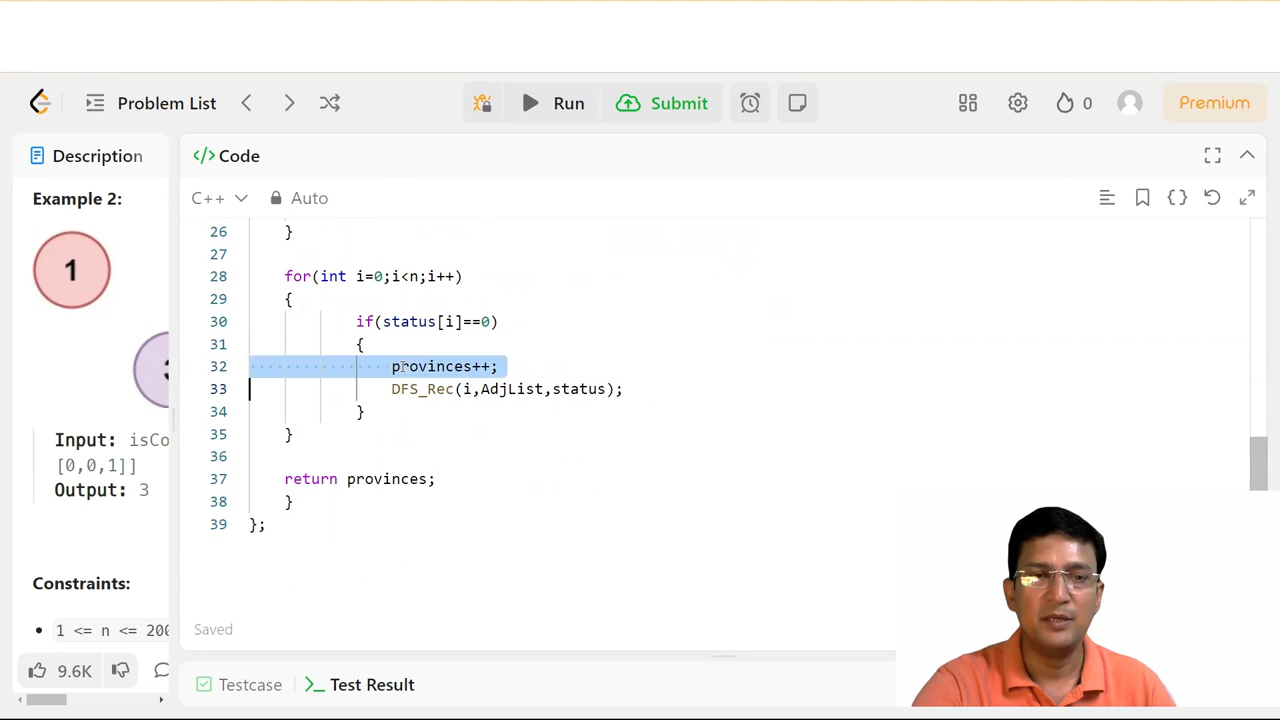 Problem List
Run
Submit
0
Premium
Description
Code
Example 2:
C++
Auto
1
Input: isCo
[0,0,1]]
Output: 3
Constraints:
1 <= n <= 200
9.6K
26 }
27
28 for(int i=0;i<n;i++)
29 {
30 if(status[i]==0)
31 {
32 provinces++;
33 DFS_Rec(i,AdjList,status);
34 }
35 }
36
37 return provinces;
38 }
39 };
Saved
Testcase
Test Result